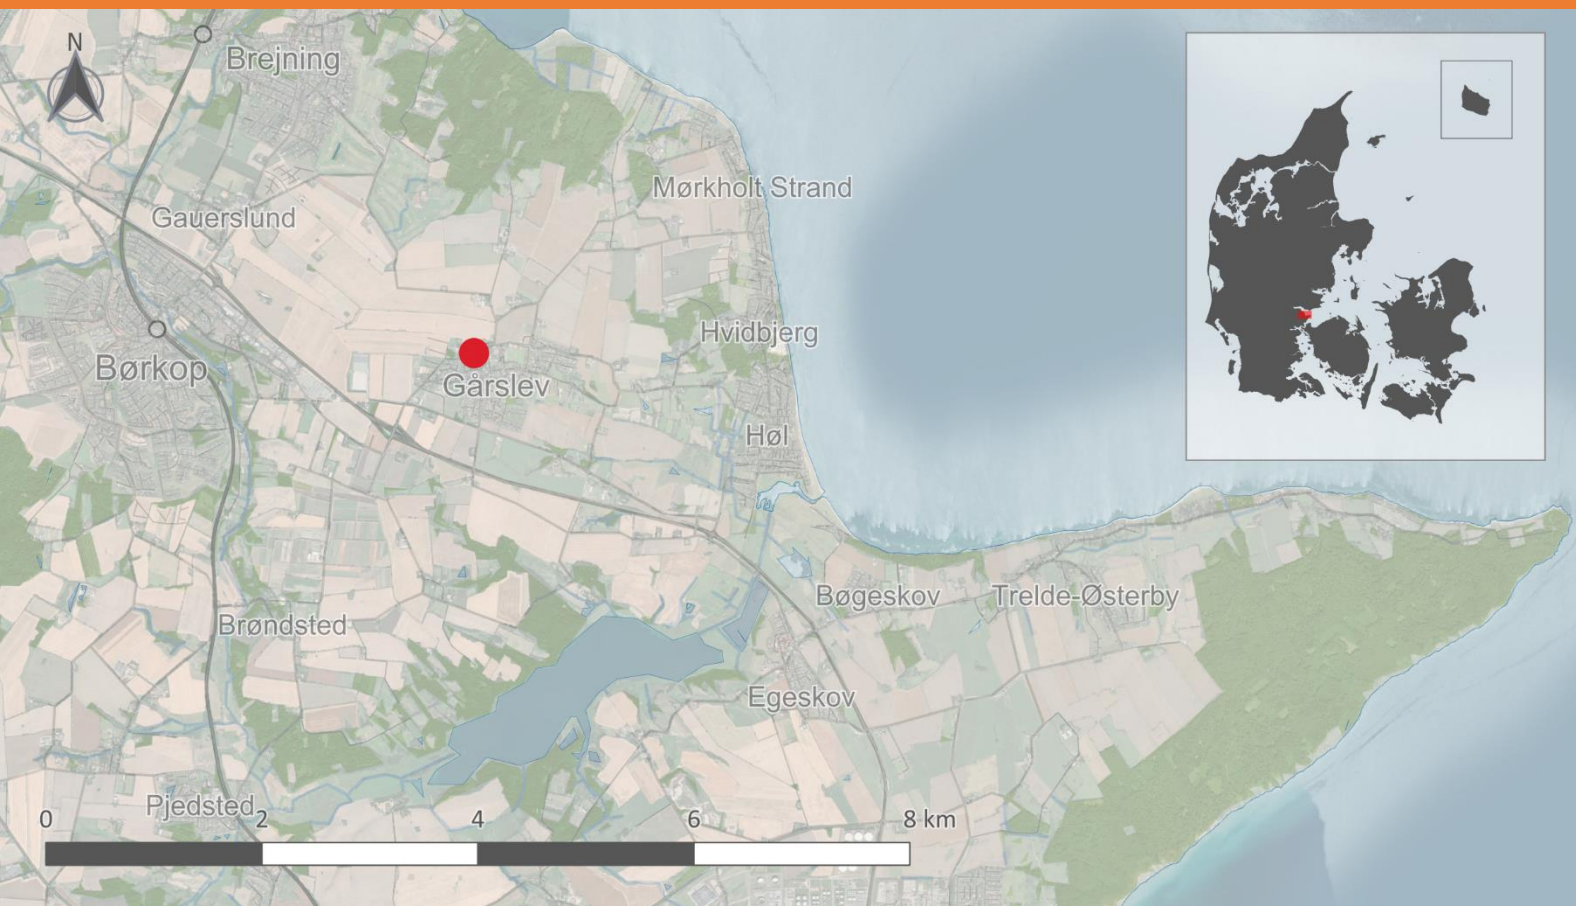 N
Brejning
Mørkholt Strand
Gauerslund
Hvidbjerg
Børkop
Gårslev
Høl
Bøgeskov
Trelde-Østerby
Brøndsted
Egeskov
Pjedsted
0 2 4 6 8 km